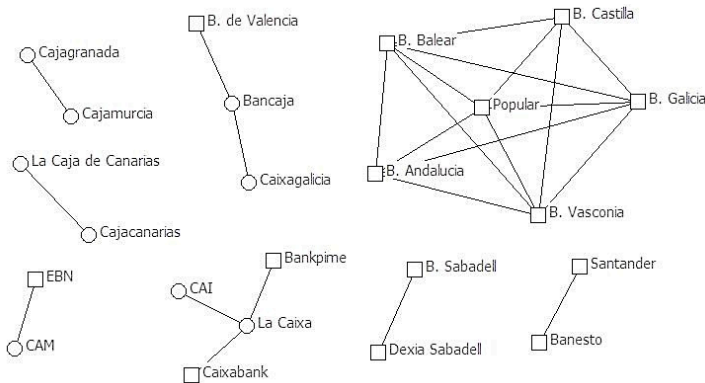 B. Castilla
B. de Valencia
B. Balear
Cajagranada
B. Galicia
Bancaja
Popular
Cajamurcia
La Caja de Canarias
B. Andalucia
Caixagalicia
B. Vasconia
Cajacanarias
Bankpime
B. Sabadell
Santander
EBN
CAI
La Caixa
CAM
Dexia Sabadell
Banesto
Caixabank